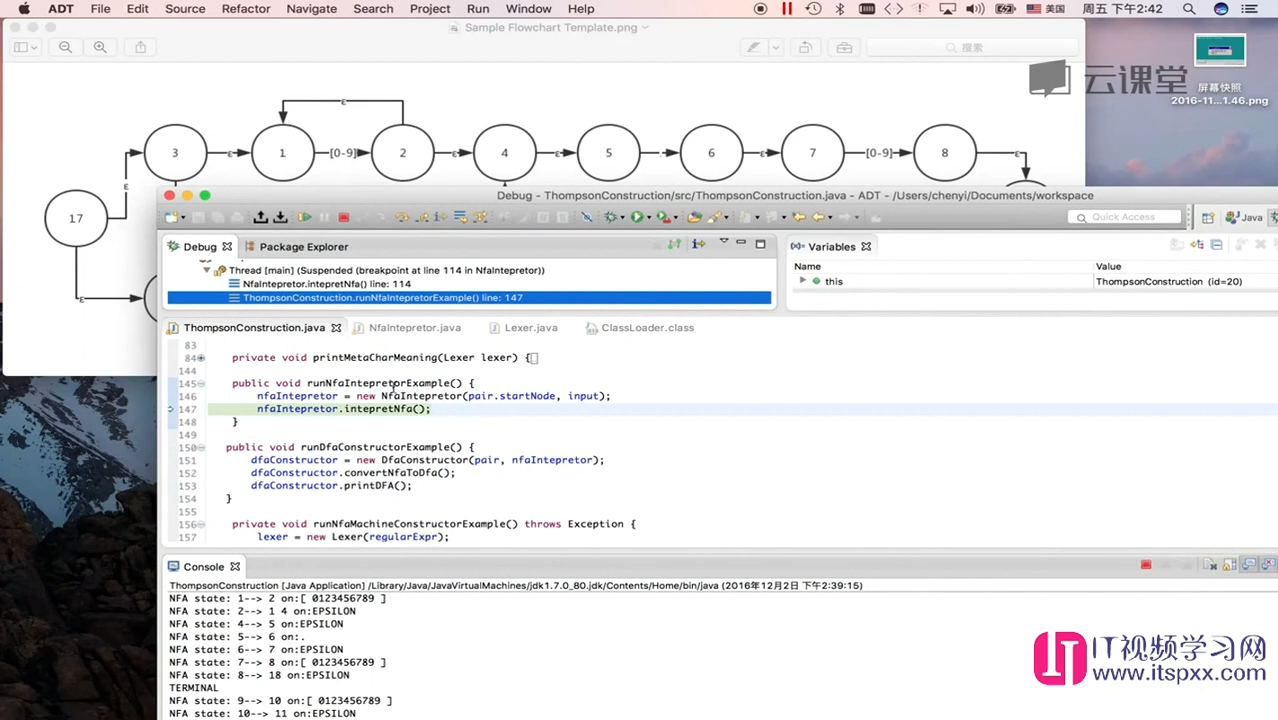 ADT File Edit Source Refactor Navigate Search Project Run Window Help 美国 周五 下午2:42
Sample Flowchart Template.png
搜索
云课堂
屏幕快照
2016-11...1.46.png
ε
3 ε 1 [0-9] 2 ε 4 ε 5 . 6 ε 7 [0-9] 8 ε
ε
17
ε
Debug - ThompsonConstruction/src/ThompsonConstruction.java - ADT - /Users/chenyi/Documents/workspace
Quick Access Java
Debug Package Explorer
Thread [main] (Suspended (breakpoint at line 114 in NfaIntepretor))
NfaIntepretor.intepretNfa() line: 114
ThompsonConstruction.runNfaIntepretorExample() line: 147
Variables
Name Value
this ThompsonConstruction (id=20)
ThompsonConstruction.java NfaIntepretor.java Lexer.java ClassLoader.class
83
84 private void printMetaCharMeaning(Lexer lexer) {
144
145 public void runNfaIntepretorExample() {
146 nfaIntepretor = new NfaIntepretor(pair.startNode, input);
147 nfaIntepretor.intepretNfa();
148 }
149
150 public void runDfaConstructorExample() {
151 dfaConstructor = new DfaConstructor(pair, nfaIntepretor);
152 dfaConstructor.convertNfaToDfa();
153 dfaConstructor.printDFA();
154 }
155
156 private void runNfaMachineConstructorExample() throws Exception {
157 lexer = new Lexer(regularExpr);
Console
ThompsonConstruction [Java Application] /Library/Java/JavaVirtualMachines/jdk1.7.0_80.jdk/Contents/Home/bin/java (2016年12月2日 下午2:39:15)
NFA state: 1--> 2 on:[ 0123456789 ]
NFA state: 2--> 1 4 on:EPSILON
NFA state: 4--> 5 on:EPSILON
NFA state: 5--> 6 on:.
NFA state: 6--> 7 on:EPSILON
NFA state: 7--> 8 on:[ 0123456789 ]
NFA state: 8--> 18 on:EPSILON
TERMINAL
NFA state: 9--> 10 on:[ 0123456789 ]
NFA state: 10--> 11 on:EPSILON
IT视频学习网
www.itspxx.com